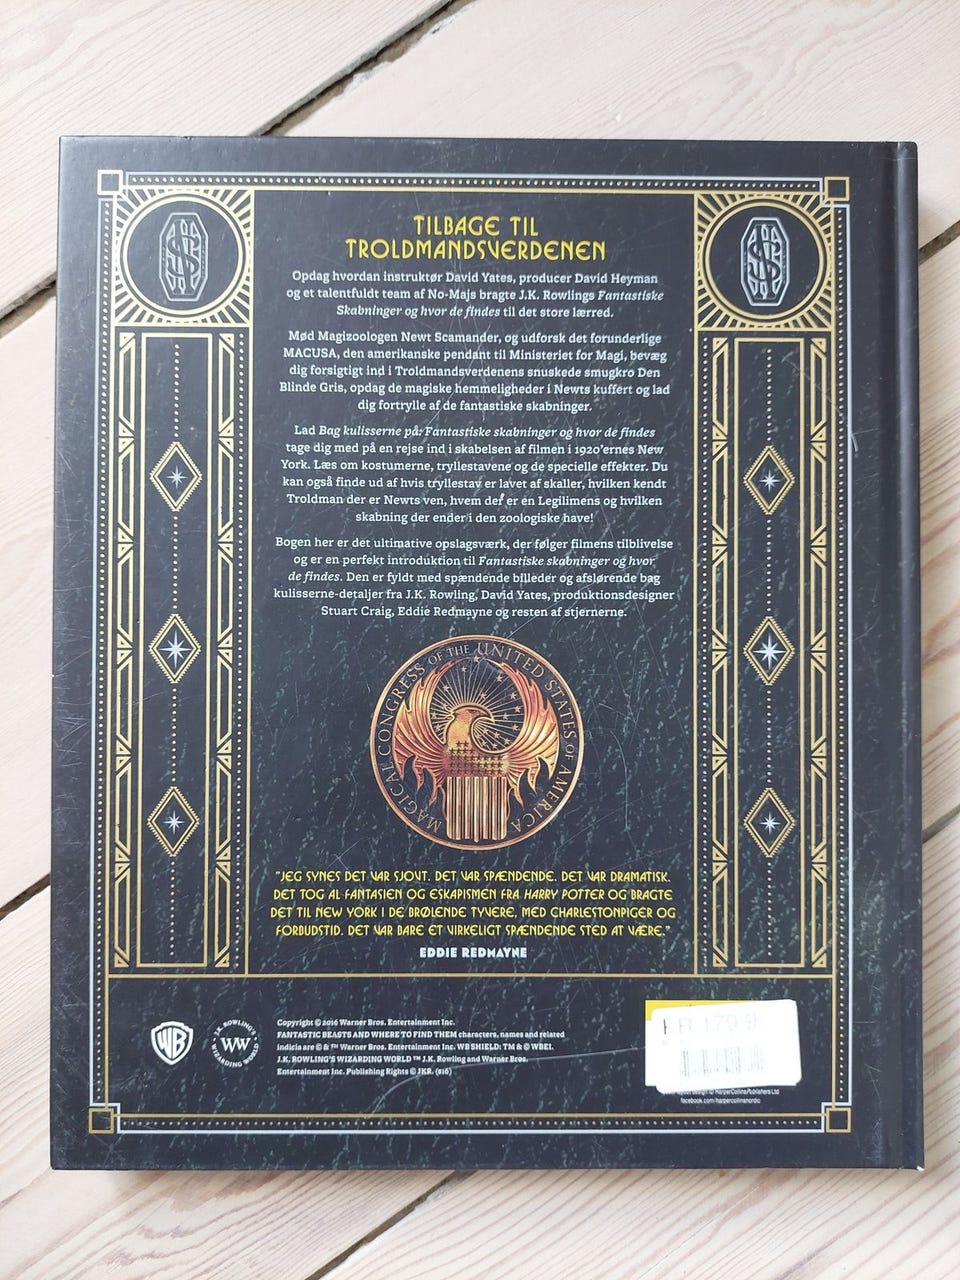 TILBAGE TIL
TROLDMANDSVERDENEN
Opdag hvordan instruktør David Yates, producer David Heyman
og et talentfuldt team af No-Majs bragte J.K. Rowlings Fantastiske
Skabninger og hvor de findes til det store lærred.
Mød Magizoologen Newt Scamander, og udforsk det forunderlige
MACUSA, den amerikanske pendant til Ministeriet for Magi, bevæg
dig forsigtigt ind i Troldmandsverdenens snuskede smugkro Den
Blinde Gris, opdag de magiske hemmeligheder i Newts kuffert og lad
dig fortrylle af de fantastiske skabninger.
Lad Bag kulisserne på: Fantastiske skabninger og hvor de findes
tage dig med på en rejse ind i skabelsen af filmen i 1920'ernes New
York. Læs om kostumerne, tryllestavene og de specielle effekter. Du
kan også finde ud af hvis tryllestav er lavet af skaller, hvilken kendt
Troldman der er Newts ven, hvem der er en Legilimens og hvilken
skabning der ender i den zoologiske have!
Bogen her er det ultimative opslagsværk, der følger filmens tilblivelse
og er en perfekt introduktion til Fantastiske skabninger og hvor
de findes. Den er fyldt med spændende billeder og afslørende bag
kulisserne-detaljer fra J.K. Rowling, David Yates, produktionsdesigner
Stuart Craig, Eddie Redmayne og resten af stjernerne.
MAGICAL CONGRESS OF THE UNITED STATES OF AMERICA
"JEG SYNES DET VAR SJOVT. DET VAR SPÆNDENDE. DET VAR DRAMATISK.
DET TOG AL FANTASIEN OG ESKAPISMEN FRA HARRY POTTER OG BRAGTE
DET TIL NEW YORK I DE BRØLENDE TYVERE, MED CHARLESTONPIGER OG
FORBUDSTID. DET VAR BARE ET VIRKELIGT SPÆNDENDE STED AT VÆRE."
EDDIE REDMAYNE
WB
J.K. ROWLING'S
WW
WIZARDING WORLD
Copyright © 2016 Warner Bros. Entertainment Inc.
FANTASTIC BEASTS AND WHERE TO FIND THEM characters, names and related
indicia are © & ™ Warner Bros. Entertainment Inc. WB SHIELD: TM & © WBEI.
J.K. ROWLING'S WIZARDING WORLD ™ J.K. Rowling and Warner Bros.
Entertainment Inc. Publishing Rights © JKR. (s16)
KR 179
layout design © HarperCollinsPublishers Ltd
facebook.com/harpercollinsnordic